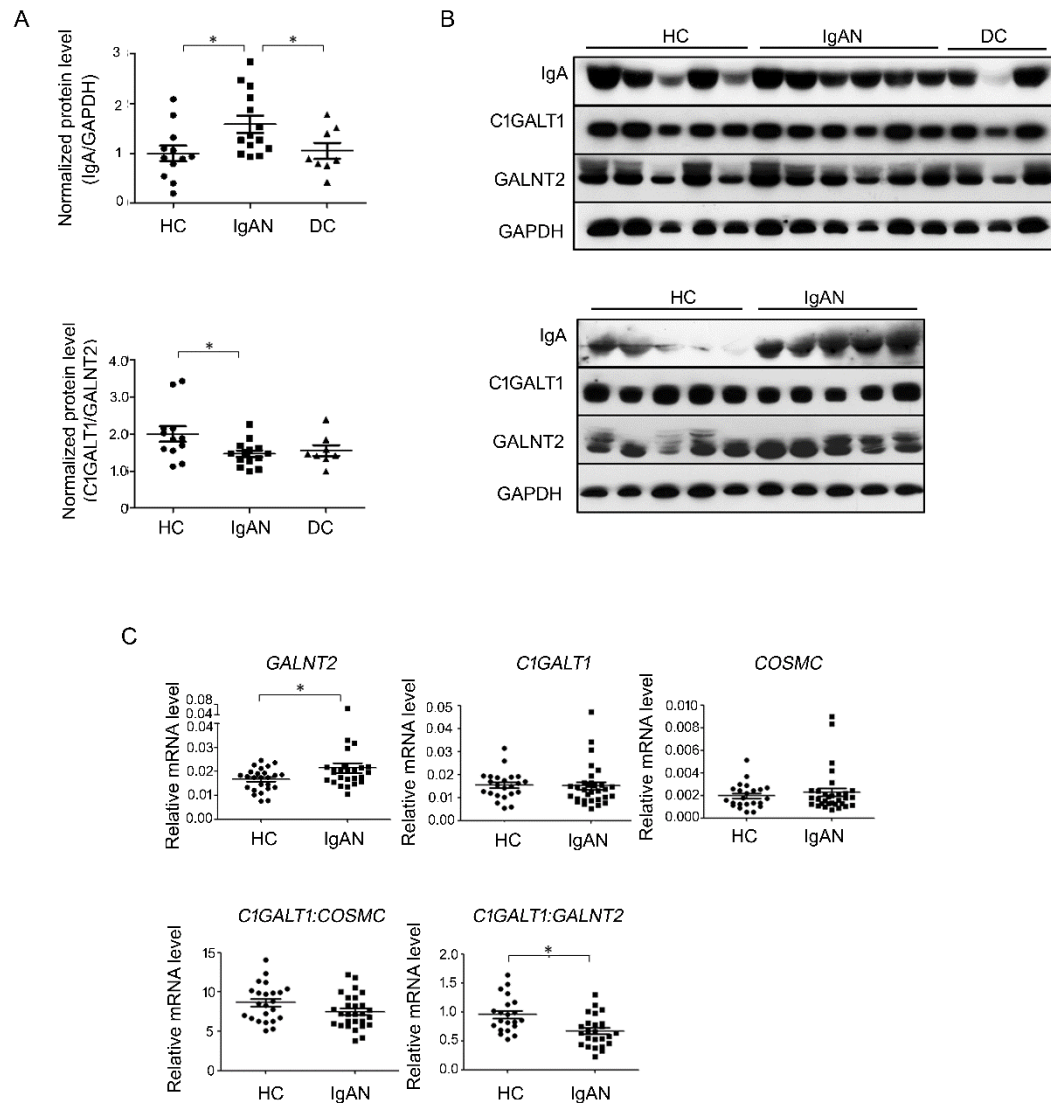 A
Normalized protein level
(IgA/GAPDH)
3
2
1
0
*
*
HC IgAN DC
Normalized protein level
(C1GALT1/GALNT2)
4.0
3.0
2.0
1.0
0
*
HC IgAN DC
B
HC IgAN DC
IgA
C1GALT1
GALNT2
GAPDH
HC IgAN
IgA
C1GALT1
GALNT2
GAPDH
C
GALNT2
Relative mRNA level
0.08
0.04
0.04
0.03
0.02
0.01
0.00
*
HC IgAN
C1GALT1
Relative mRNA level
0.05
0.04
0.03
0.02
0.01
0.00
HC IgAN
COSMC
Relative mRNA level
0.010
0.008
0.006
0.004
0.002
0.000
HC IgAN
C1GALT1:COSMC
Relative mRNA level
15
10
5
0
HC IgAN
C1GALT1:GALNT2
Relative mRNA level
2.0
1.5
1.0
0.5
0.0
*
HC IgAN